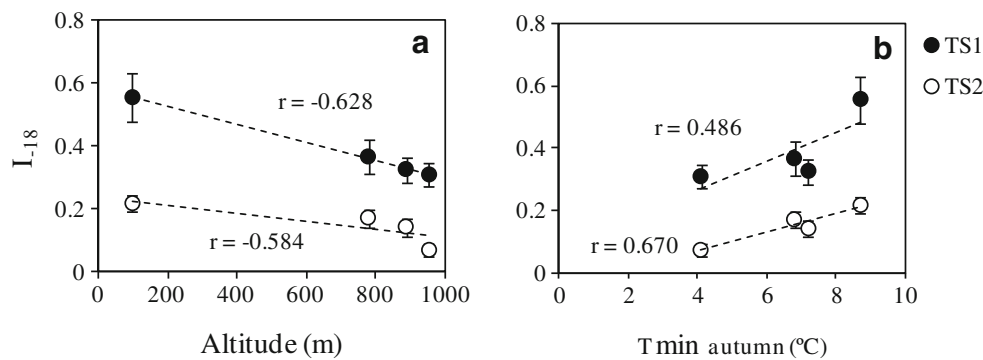 0.8
0.6
0.4
0.2
0
I-18
a
r = -0.628
r = -0.584
0 200 400 600 800 1000
Altitude (m)
0.8
0.6
0.4
0.2
0.0
b
r = 0.486
r = 0.670
0 2 4 6 8 10
Tmin autumn (ºC)
TS1
TS2